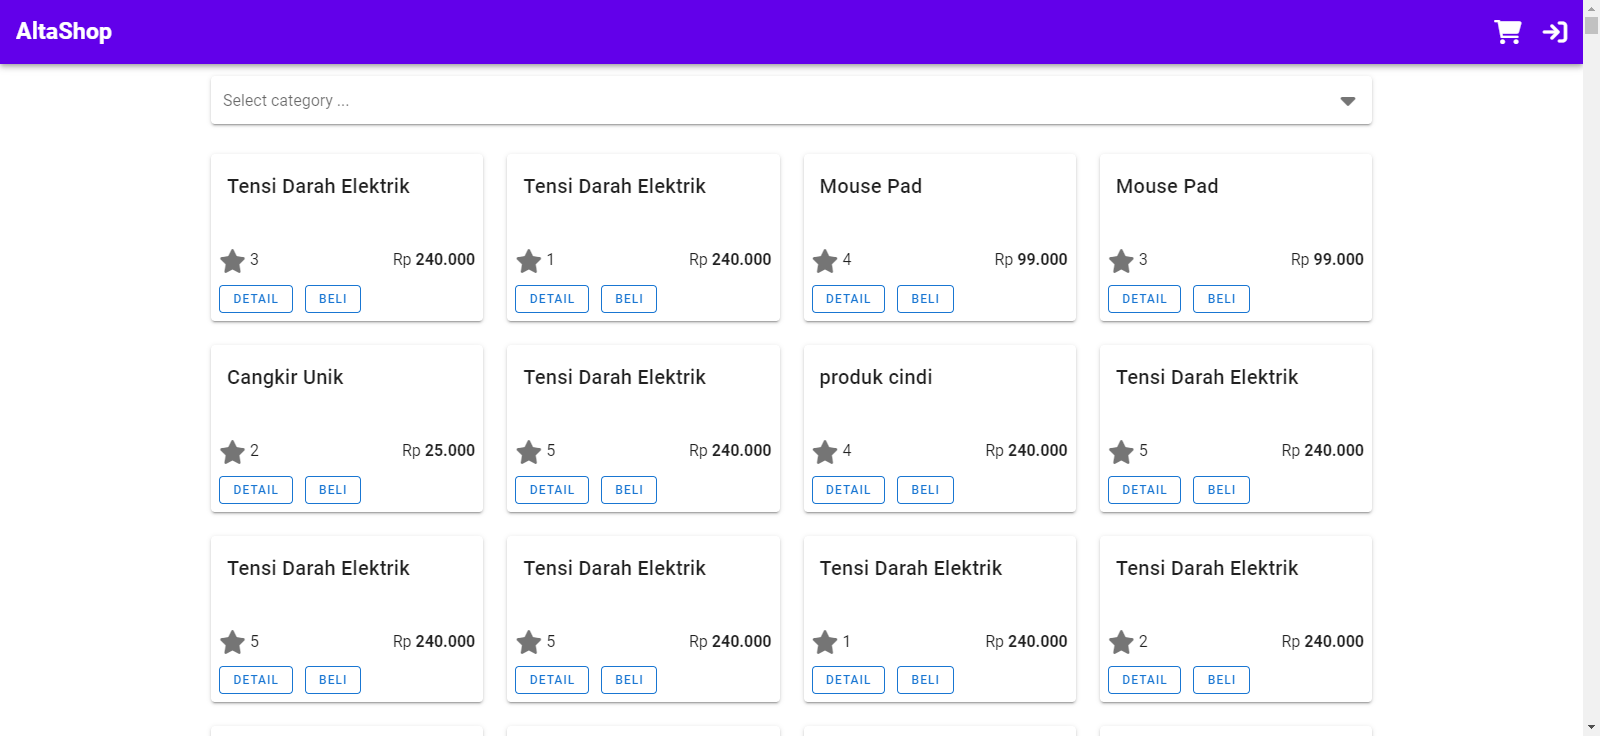 AltaShop
Select category ...
Tensi Darah Elektrik
3 Rp 240.000
DETAIL BELI
Tensi Darah Elektrik
1 Rp 240.000
DETAIL BELI
Mouse Pad
4 Rp 99.000
DETAIL BELI
Mouse Pad
3 Rp 99.000
DETAIL BELI
Cangkir Unik
2 Rp 25.000
DETAIL BELI
Tensi Darah Elektrik
5 Rp 240.000
DETAIL BELI
produk cindi
4 Rp 240.000
DETAIL BELI
Tensi Darah Elektrik
5 Rp 240.000
DETAIL BELI
Tensi Darah Elektrik
5 Rp 240.000
DETAIL BELI
Tensi Darah Elektrik
5 Rp 240.000
DETAIL BELI
Tensi Darah Elektrik
1 Rp 240.000
DETAIL BELI
Tensi Darah Elektrik
2 Rp 240.000
DETAIL BELI